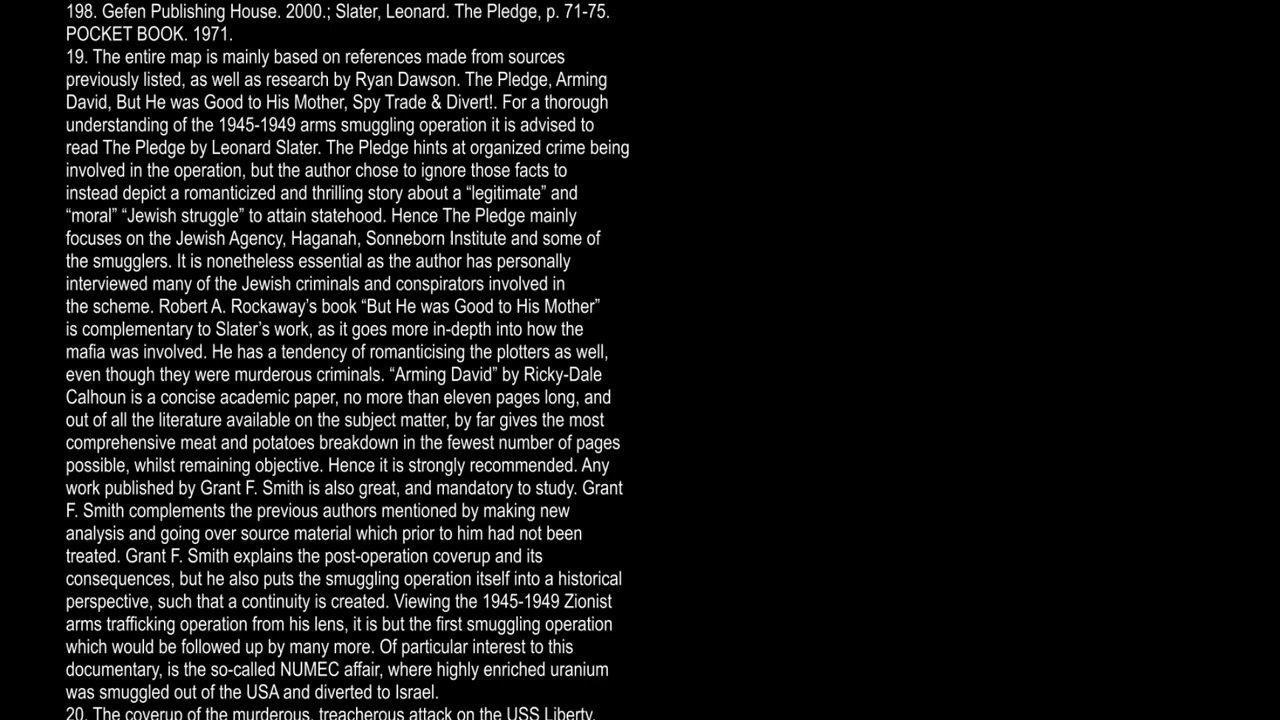 198. Gefen Publishing House. 2000.; Slater, Leonard. The Pledge, p. 71-75.
POCKET BOOK. 1971.
19. The entire map is mainly based on references made from sources
previously listed, as well as research by Ryan Dawson. The Pledge, Arming
David, But He was Good to His Mother, Spy Trade & Divert!. For a thorough
understanding of the 1945-1949 arms smuggling operation it is advised to
read The Pledge by Leonard Slater. The Pledge hints at organized crime being
involved in the operation, but the author chose to ignore those facts to
instead depict a romanticized and thrilling story about a “legitimate” and
“moral” “Jewish struggle” to attain statehood. Hence The Pledge mainly
focuses on the Jewish Agency, Haganah, Sonneborn Institute and some of
the smugglers. It is nonetheless essential as the author has personally
interviewed many of the Jewish criminals and conspirators involved in
the scheme. Robert A. Rockaway’s book “But He was Good to His Mother”
is complementary to Slater’s work, as it goes more in-depth into how the
mafia was involved. He has a tendency of romanticising the plotters as well,
even though they were murderous criminals. “Arming David” by Ricky-Dale
Calhoun is a concise academic paper, no more than eleven pages long, and
out of all the literature available on the subject matter, by far gives the most
comprehensive meat and potatoes breakdown in the fewest number of pages
possible, whilst remaining objective. Hence it is strongly recommended. Any
work published by Grant F. Smith is also great, and mandatory to study. Grant
F. Smith complements the previous authors mentioned by making new
analysis and going over source material which prior to him had not been
treated. Grant F. Smith explains the post-operation coverup and its
consequences, but he also puts the smuggling operation itself into a historical
perspective, such that a continuity is created. Viewing the 1945-1949 Zionist
arms trafficking operation from his lens, it is but the first smuggling operation
which would be followed up by many more. Of particular interest to this
documentary, is the so-called NUMEC affair, where highly enriched uranium
was smuggled out of the USA and diverted to Israel.
20. The coverup of the murderous, treacherous attack on the USS Liberty,